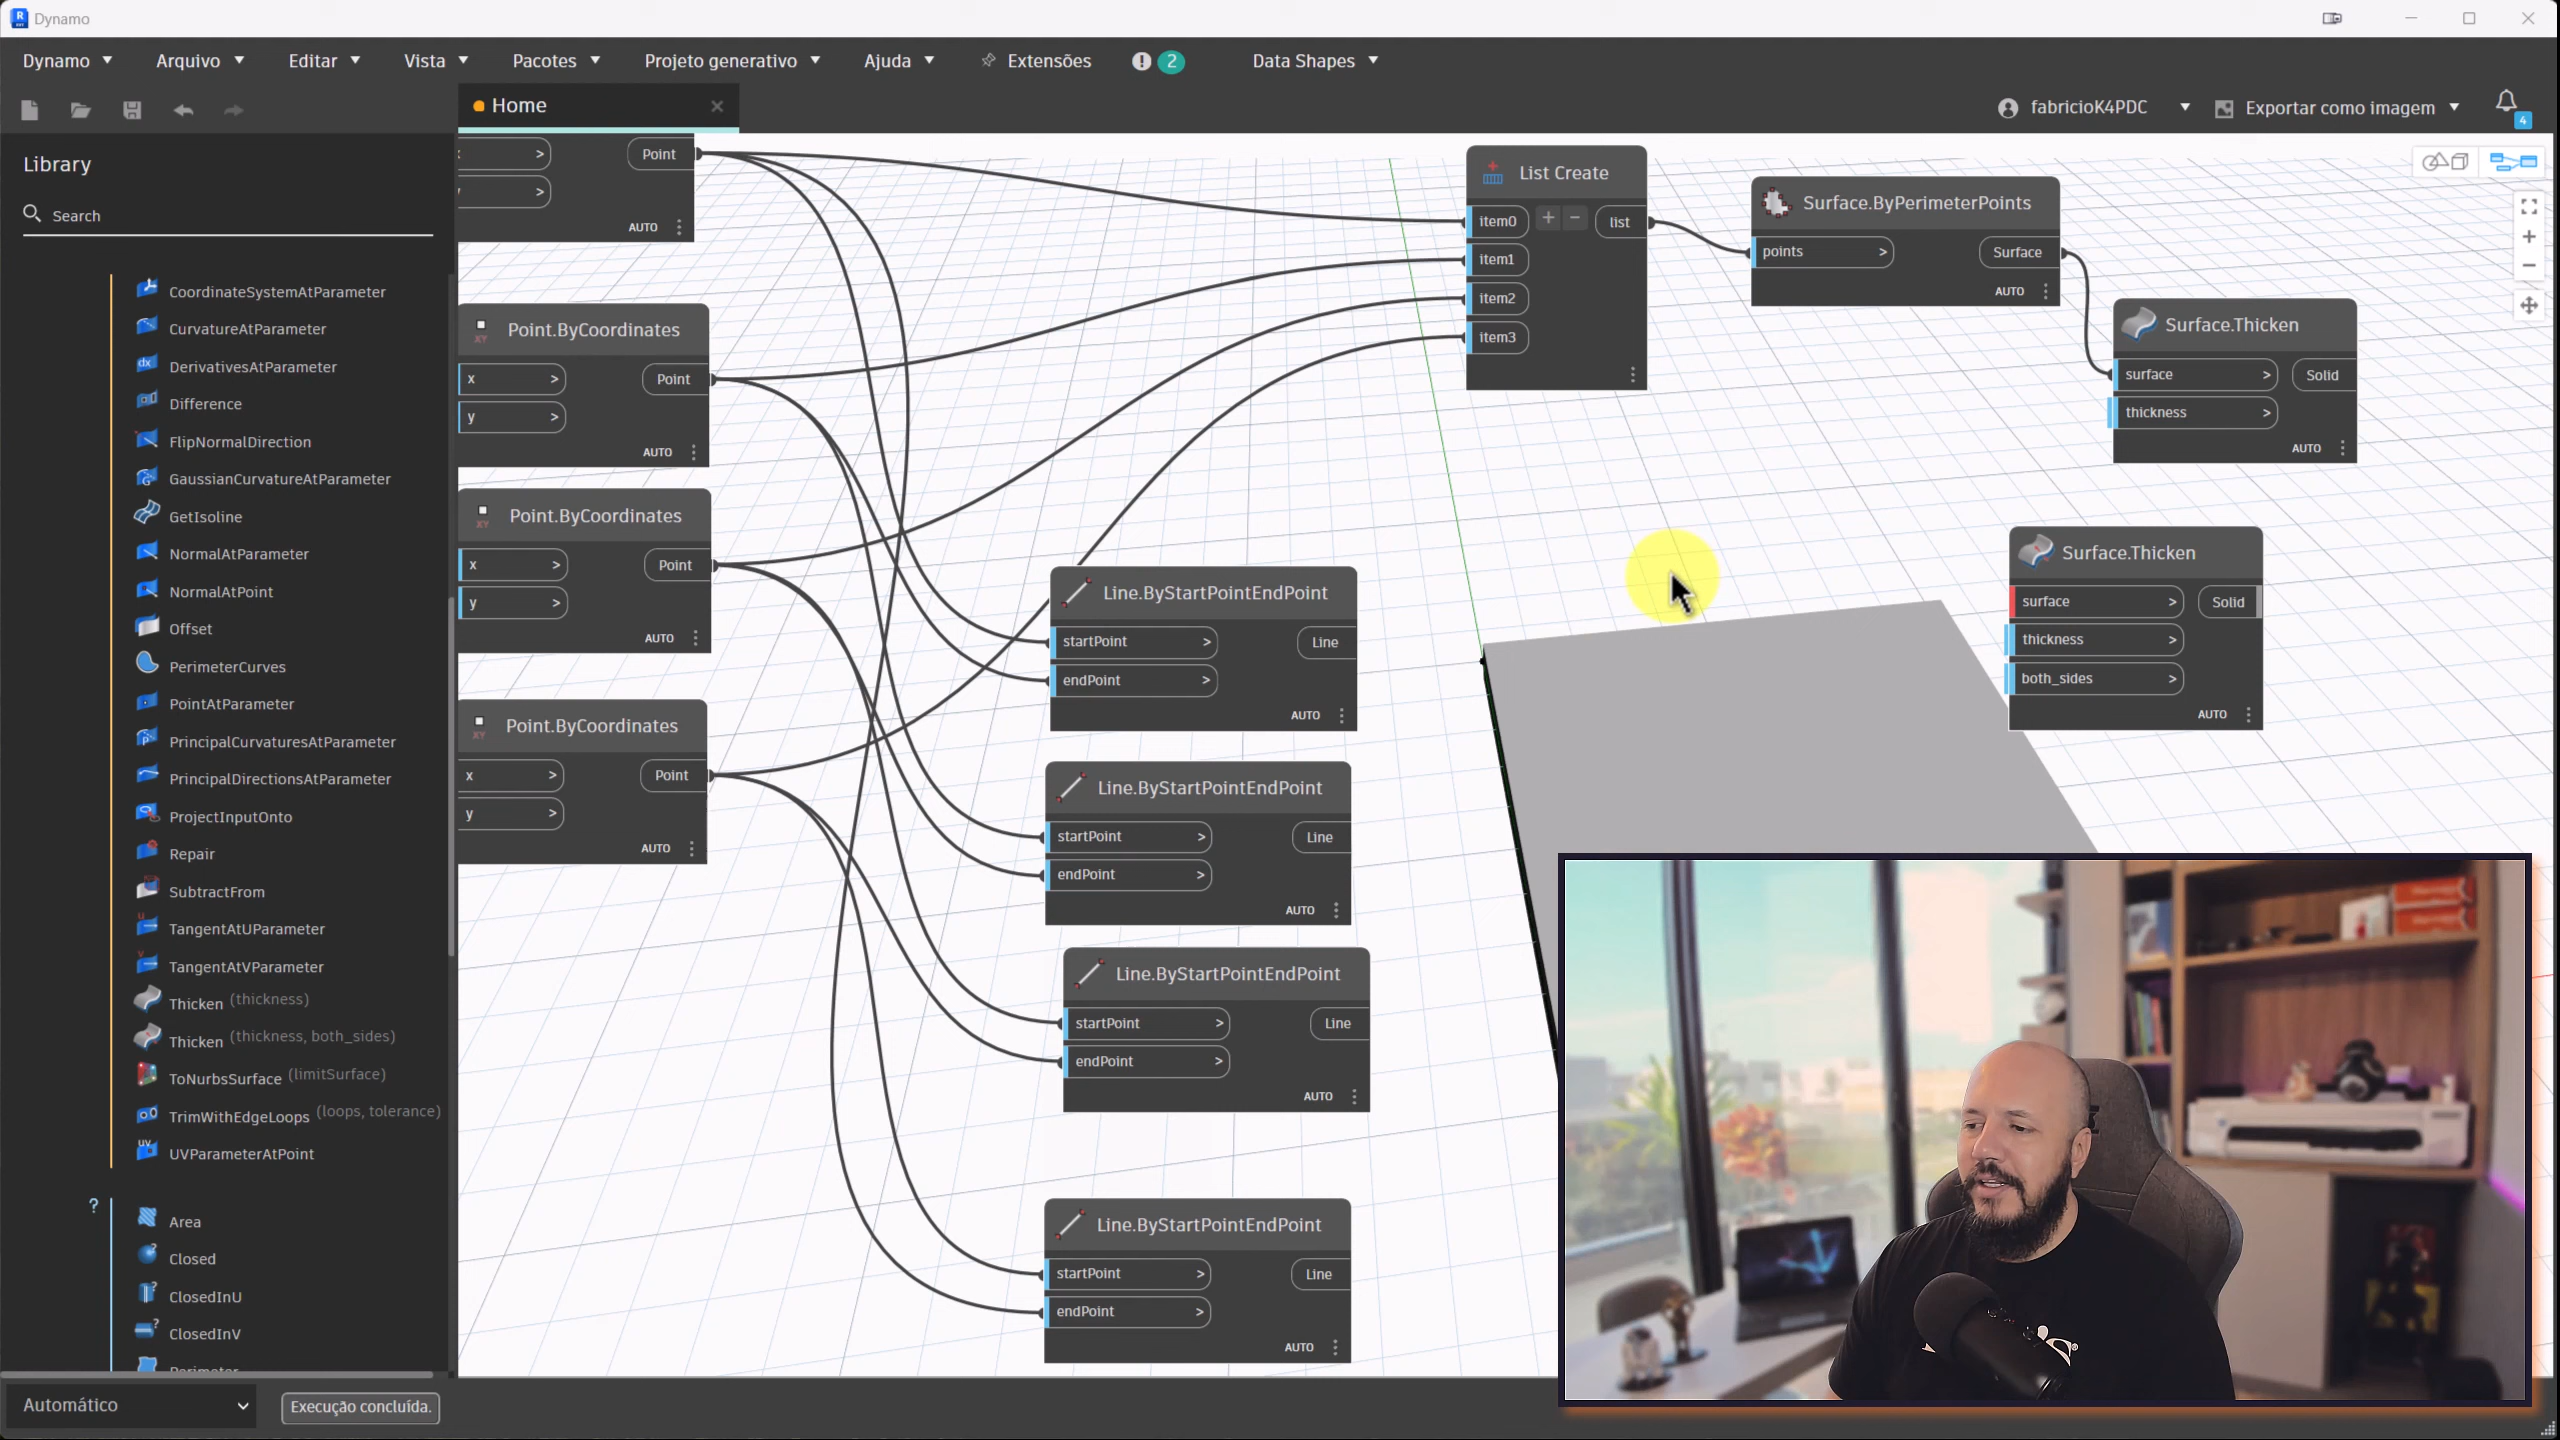 Dynamo
Dynamo Arquivo Editar Vista Pacotes Projeto generativo Ajuda Extensões 2 Data Shapes
Home
fabricioK4PDC Exportar como imagem 4
Library
Search
CoordinateSystemAtParameter
CurvatureAtParameter
DerivativesAtParameter
Difference
FlipNormalDirection
GaussianCurvatureAtParameter
GetIsoline
NormalAtParameter
NormalAtPoint
Offset
PerimeterCurves
PointAtParameter
PrincipalCurvaturesAtParameter
PrincipalDirectionsAtParameter
ProjectInputOnto
Repair
SubtractFrom
TangentAtUParameter
TangentAtVParameter
Thicken (thickness)
Thicken (thickness, both_sides)
ToNurbsSurface (limitSurface)
TrimWithEdgeLoops (loops, tolerance)
UVParameterAtPoint
?
Area
Closed
ClosedInU
ClosedInV
Perimeter
Automático
Execução concluída.
> Point
>
AUTO
Point.ByCoordinates
x > Point
y >
AUTO
Point.ByCoordinates
x > Point
y >
AUTO
Point.ByCoordinates
x > Point
y >
AUTO
Line.ByStartPointEndPoint
startPoint > Line
endPoint >
AUTO
Line.ByStartPointEndPoint
startPoint > Line
endPoint >
AUTO
Line.ByStartPointEndPoint
startPoint > Line
endPoint >
AUTO
Line.ByStartPointEndPoint
startPoint > Line
endPoint >
AUTO
List Create
item0 + - list
item1
item2
item3
Surface.ByPerimeterPoints
points > Surface
AUTO
Surface.Thicken
surface > Solid
thickness >
AUTO
Surface.Thicken
surface > Solid
thickness >
both_sides >
AUTO